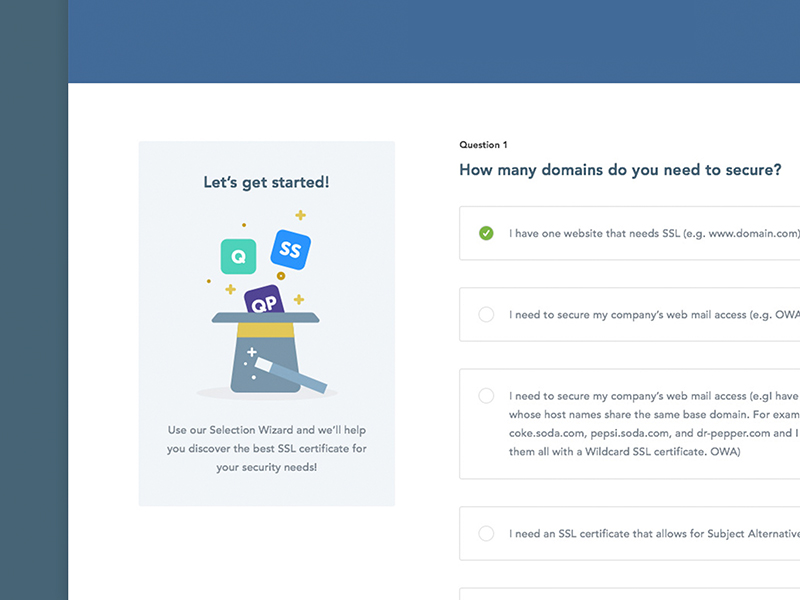 Let's get started!
Q
SS
QP
Use our Selection Wizard and we'll help
you discover the best SSL certificate for
your security needs!
Question 1
How many domains do you need to secure?
I have one website that needs SSL (e.g. www.domain.com)
I need to secure my company's web mail access (e.g. OWA
I need to secure my company's web mail access (e.gI have
whose host names share the same base domain. For exam
coke.soda.com, pepsi.soda.com, and dr-pepper.com and I
them all with a Wildcard SSL certificate. OWA)
I need an SSL certificate that allows for Subject Alternative